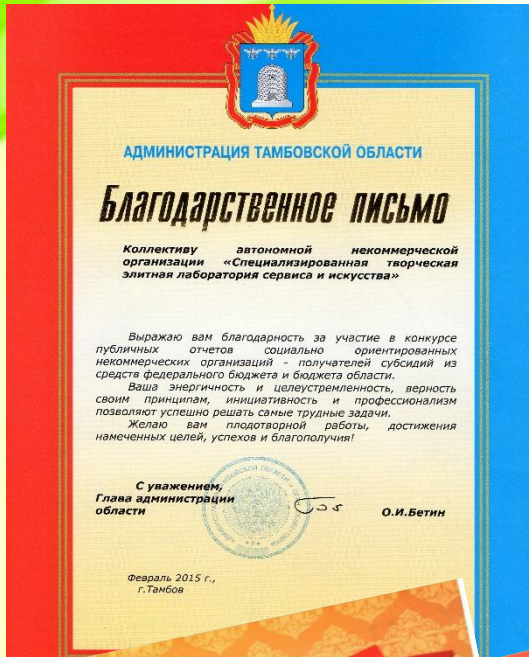 АДМИНИСТРАЦИЯ ТАМБОВСКОЙ ОБЛАСТИ
Благодарственное письмо
Коллективу автономной некоммерческой
организации «Специализированная творческая
элитная лаборатория сервиса и искусства»
Выражаю вам благодарность за участие в конкурсе
публичных отчетов социально ориентированных
некоммерческих организаций - получателей субсидий из
средств федерального бюджета и бюджета области.
Ваша энергичность и целеустремленность, верность
своим принципам, инициативность и профессионализм
позволяют успешно решать самые трудные задачи.
Желаю вам плодотворной работы, достижения
намеченных целей, успехов и благополучия!
С уважением,
Глава администрации
области
О.И.Бетин
Февраль 2015 г.,
г.Тамбов